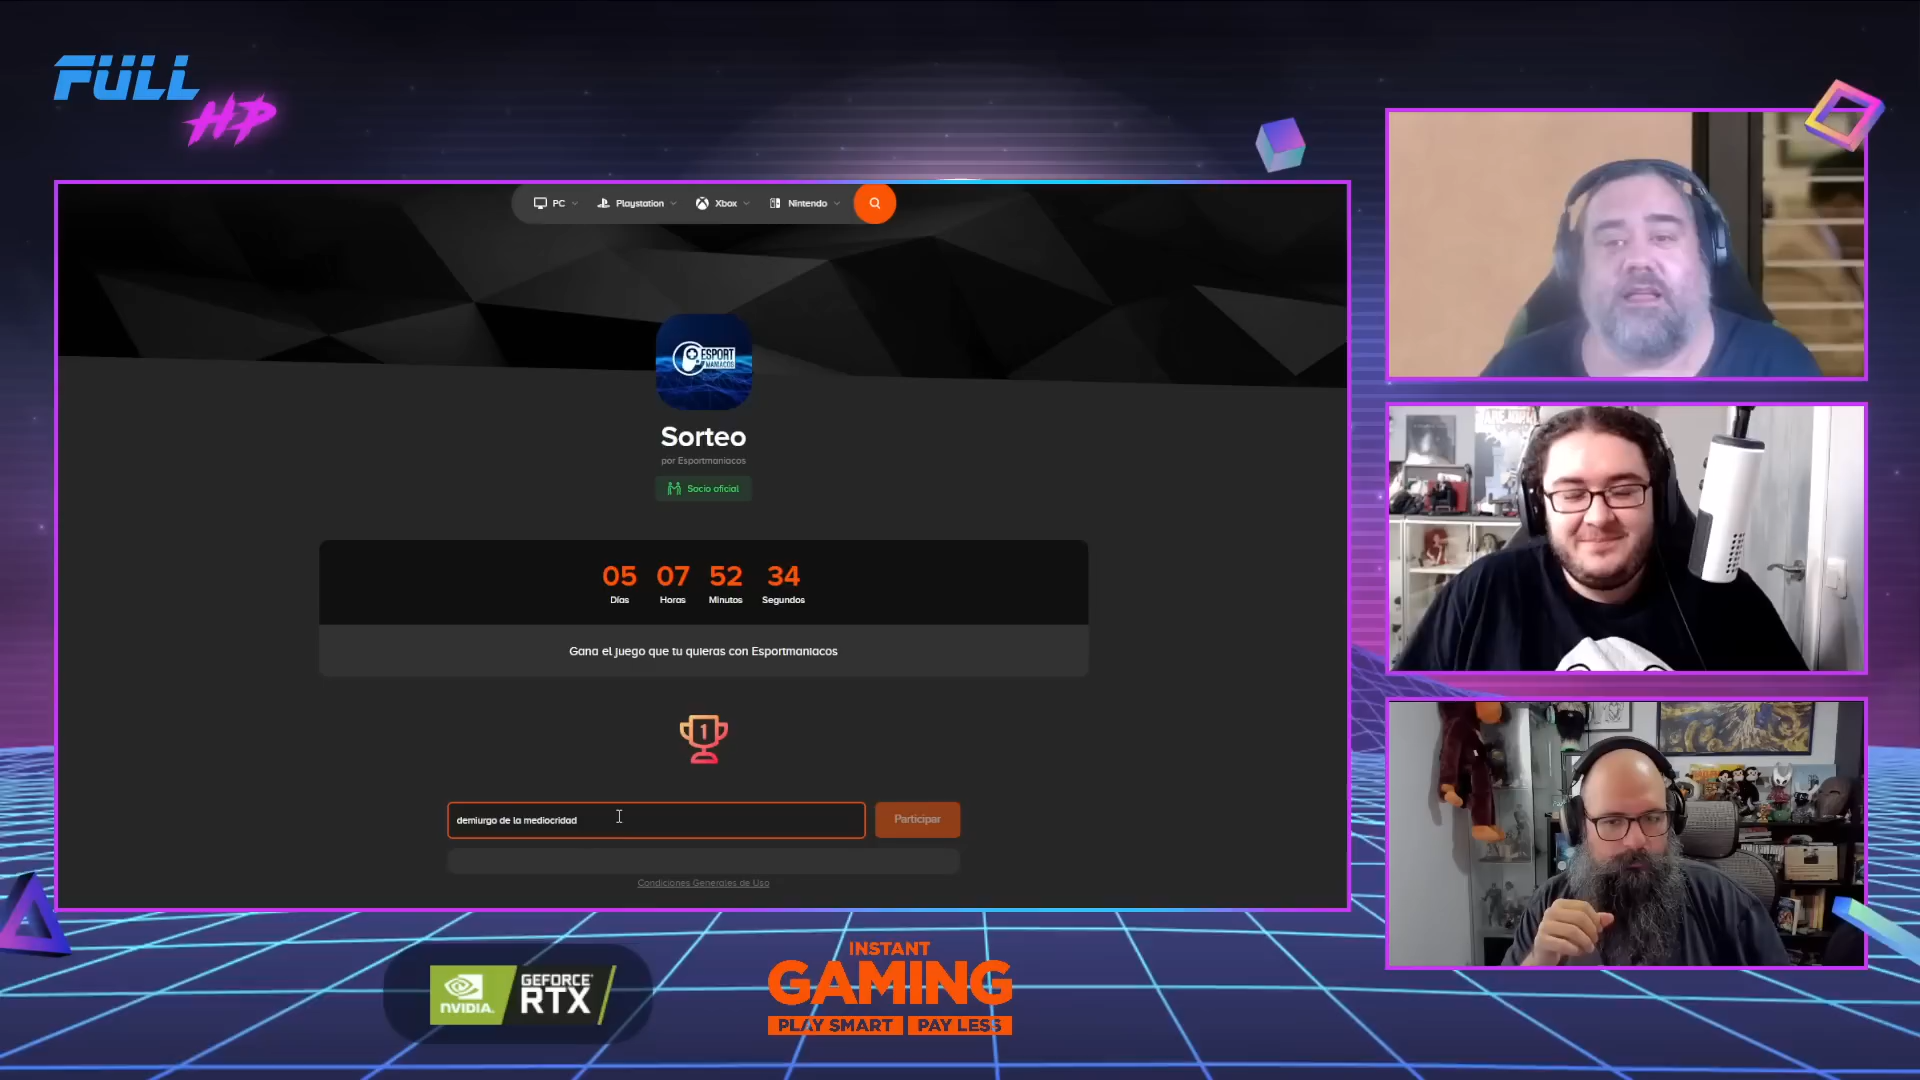 FULL
HP
PC
Playstation
Xbox
Nintendo
ESPORT
MANIACOS
Sorteo
por Esportmaniacos
Socio oficial
05 07 52 34
Días Horas Minutos Segundos
Gana el juego que tu quieras con Esportmaniacos
1
demiurgo de la mediocridad
Participar
Condiciones Generales de Uso
NVIDIA.
GEFORCE
RTX
INSTANT
GAMING
PLAY SMART PAY LESS